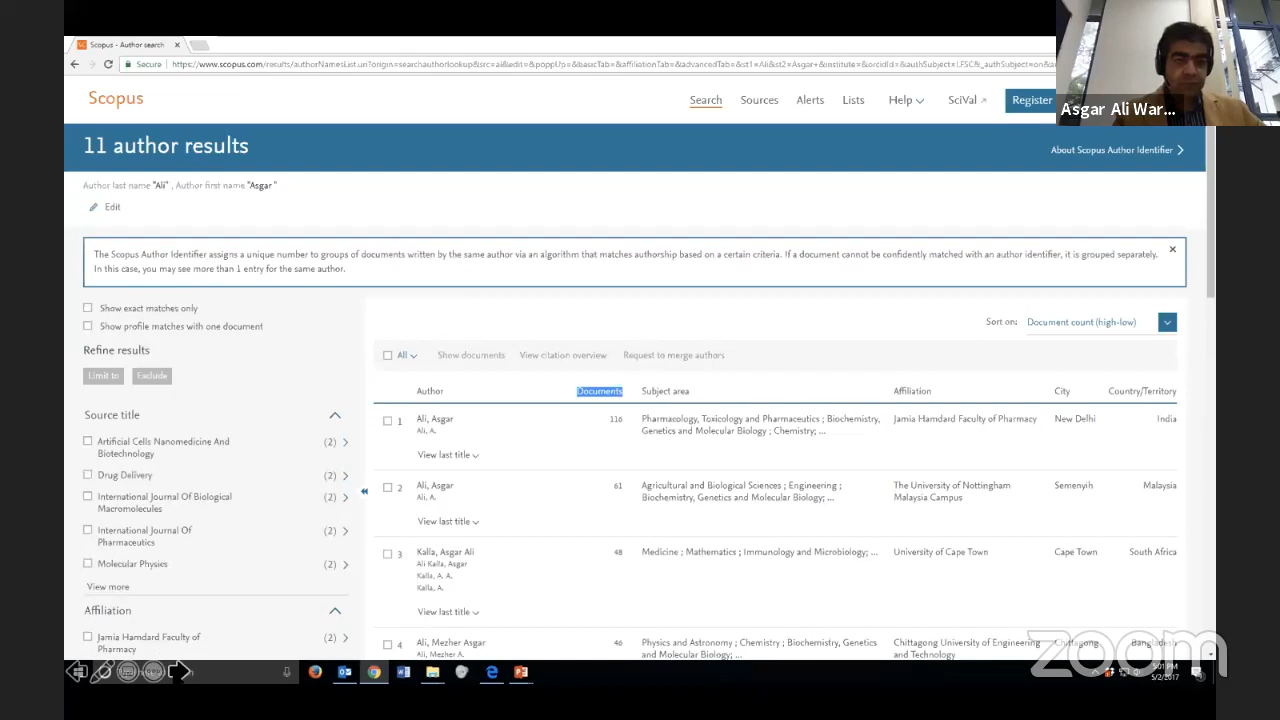 Scopus - Author search
Secure
https://www.scopus.com/results/authorNamesList.uri?origin=searchauthorlookup&src=al&edit=&poppUp=&basicTab=&affiliationTab=&advancedTab=&st1=Ali&st2=Asgar+&institute=&orcidId=&authSubject=LFSC&_authSubject=on&
Asgar Ali War...
Scopus
Search
Sources
Alerts
Lists
Help
SciVal
Register
11 author results
About Scopus Author Identifier
Author last name "Ali" , Author first name "Asgar "
Edit
The Scopus Author Identifier assigns a unique number to groups of documents written by the same author via an algorithm that matches authorship based on a certain criteria. If a document cannot be confidently matched with an author identifier, it is grouped separately.
In this case, you may see more than 1 entry for the same author.
Show exact matches only
Show profile matches with one document
Refine results
Limit to
Exclude
Source title
Artificial Cells Nanomedicine And (2)
Biotechnology
Drug Delivery (2)
International Journal Of Biological (2)
Macromolecules
International Journal Of (2)
Pharmaceutics
Molecular Physics (2)
View more
Affiliation
Jamia Hamdard Faculty of (2)
Pharmacy
Sort on: Document count (high-low)
All Show documents View citation overview Request to merge authors
Author Documents Subject area Affiliation City Country/Territory
1 Ali, Asgar 116 Pharmacology, Toxicology and Pharmaceutics ; Biochemistry, Jamia Hamdard Faculty of Pharmacy New Delhi India
Ali, A. Genetics and Molecular Biology ; Chemistry; ...
View last title
2 Ali, Asgar 61 Agricultural and Biological Sciences ; Engineering ; The University of Nottingham Semenyih Malaysia
Ali, A. Biochemistry, Genetics and Molecular Biology; ... Malaysia Campus
View last title
3 Kalla, Asgar Ali 48 Medicine ; Mathematics ; Immunology and Microbiology; ... University of Cape Town Cape Town South Africa
Ali Kalla, Asgar
Kalla, A. A.
Kalla, A.
View last title
4 Ali, Mezher Asgar 46 Physics and Astronomy ; Chemistry ; Biochemistry, Genetics Chittagong University of Engineering Chittagong Bangladesh
Ali, Mezher A. and Molecular Biology; ... and Technology
zoom
5:01 PM
5/2/2017